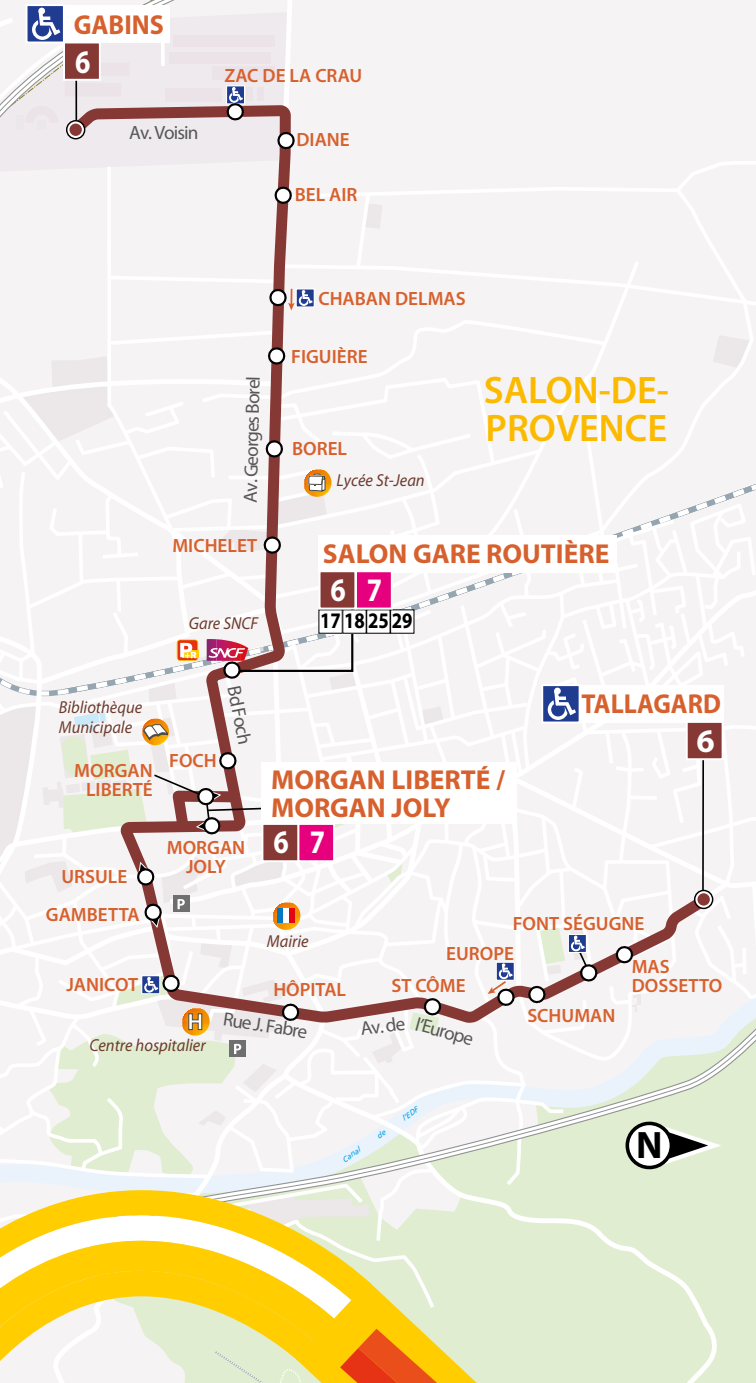 GABINS
6
ZAC DE LA CRAU
Av. Voisin
DIANE
BEL AIR
CHABAN DELMAS
FIGUIÈRE
SALON-DE-
PROVENCE
Av. Georges Borel
BOREL
Lycée St-Jean
MICHELET
SALON GARE ROUTIÈRE
6 7
17 18 25 29
Gare SNCF
P+R SNCF
Bd Foch
Bibliothèque
Municipale
TALLAGARD
6
FOCH
MORGAN
LIBERTÉ
MORGAN LIBERTÉ /
MORGAN JOLY
6 7
MORGAN
JOLY
URSULE
GAMBETTA
P
Mairie
FONT SÉGUGNE
EUROPE
MAS
DOSSETTO
JANICOT
HÔPITAL
ST CÔME
SCHUMAN
H
Rue J. Fabre
Av. de l'Europe
Centre hospitalier
P
Canal de l'EDF
N